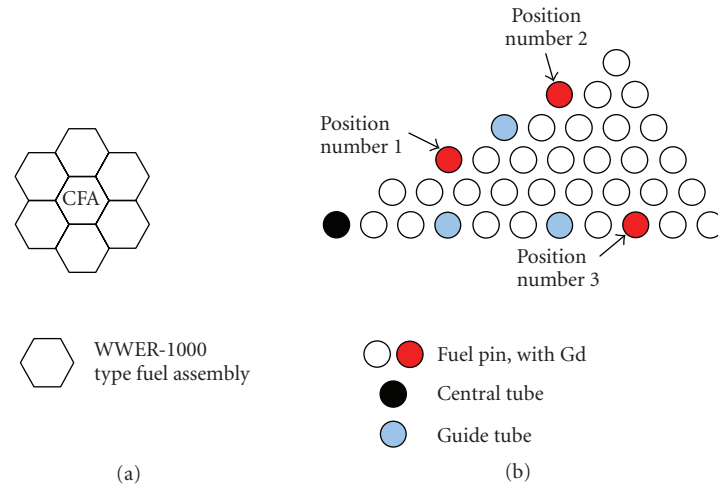 Position
number 2
Position
number 1
CFA
Position
number 3
WWER-1000
type fuel assembly
Fuel pin, with Gd
Central tube
Guide tube
(a)
(b)